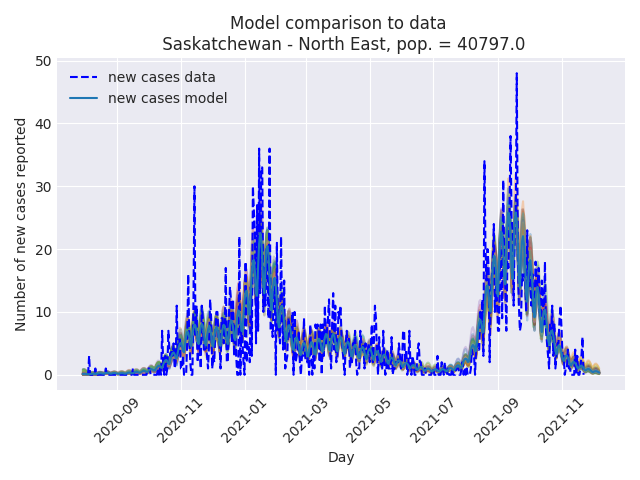 Model comparison to data
Saskatchewan - North East, pop. = 40797.0
new cases data
new cases model
Number of new cases reported
50
40
30
20
10
0
2020-09
2020-11
2021-01
2021-03
2021-05
2021-07
2021-09
2021-11
Day